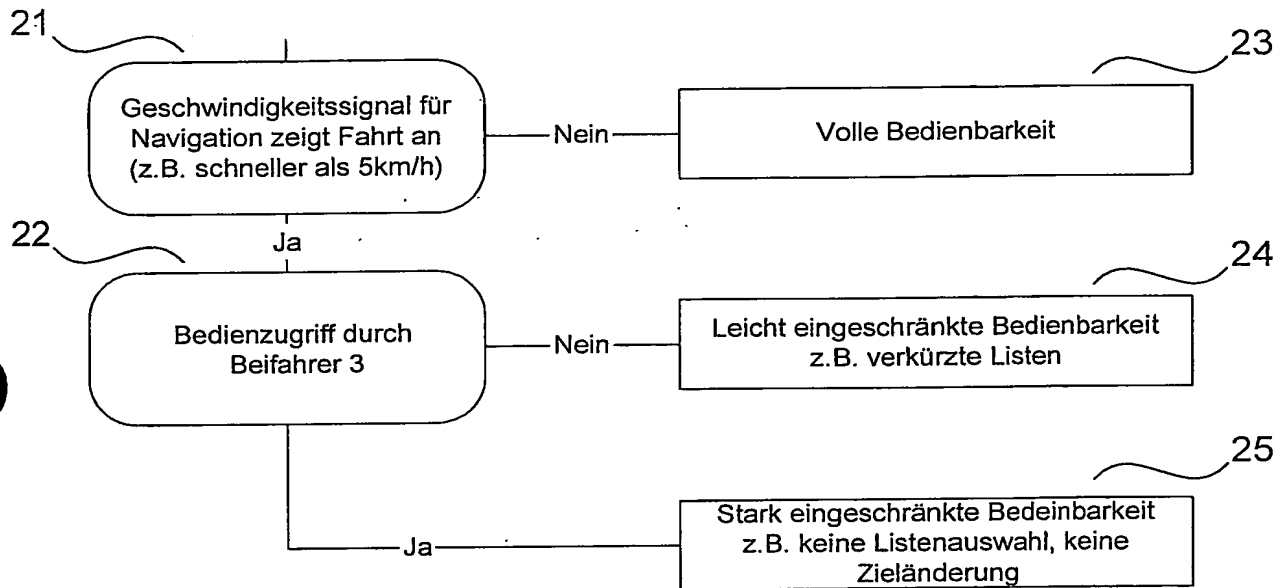 21
Geschwindigkeitssignal für
Navigation zeigt Fahrt an
(z.B. schneller als 5km/h)
Nein
23
Volle Bedienbarkeit
Ja
22
Bedienzugriff durch
Beifahrer 3
Nein
24
Leicht eingeschränkte Bedienbarkeit
z.B. verkürzte Listen
Ja
25
Stark eingeschränkte Bedeinbarkeit
z.B. keine Listenauswahl, keine
Zieländerung